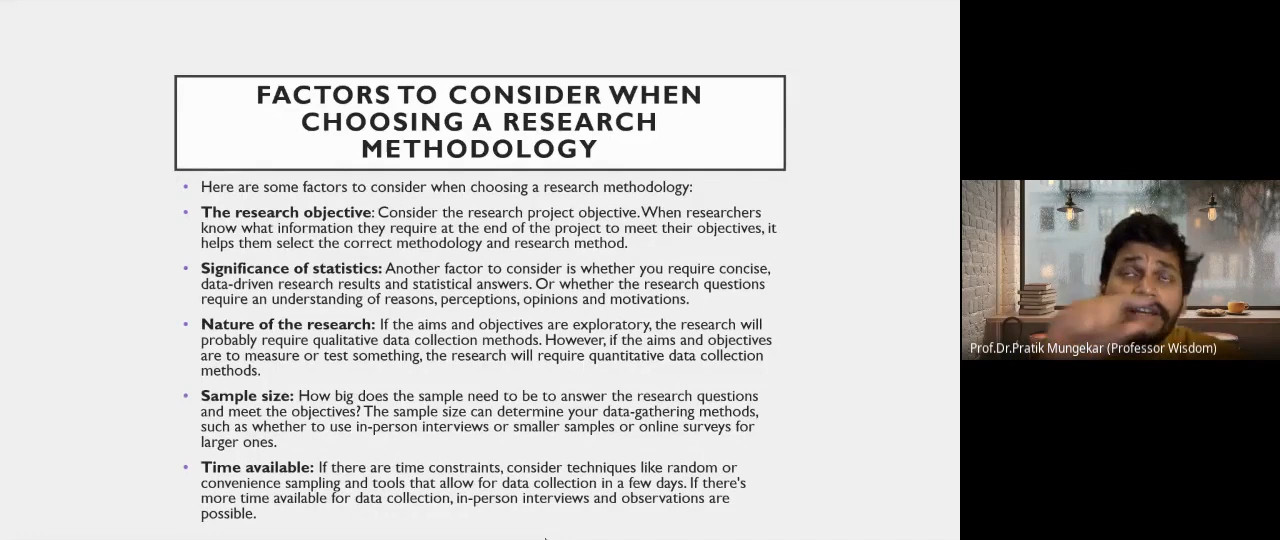 FACTORS TO CONSIDER WHEN
CHOOSING A RESEARCH
METHODOLOGY
• Here are some factors to consider when choosing a research methodology:
• The research objective: Consider the research project objective. When researchers
know what information they require at the end of the project to meet their objectives, it
helps them select the correct methodology and research method.
• Significance of statistics: Another factor to consider is whether you require concise,
data-driven research results and statistical answers. Or whether the research questions
require an understanding of reasons, perceptions, opinions and motivations.
• Nature of the research: If the aims and objectives are exploratory, the research will
probably require qualitative data collection methods. However, if the aims and objectives
are to measure or test something, the research will require quantitative data collection
methods.
• Sample size: How big does the sample need to be to answer the research questions
and meet the objectives? The sample size can determine your data-gathering methods,
such as whether to use in-person interviews or smaller samples or online surveys for
larger ones.
• Time available: If there are time constraints, consider techniques like random or
convenience sampling and tools that allow for data collection in a few days. If there's
more time available for data collection, in-person interviews and observations are
possible.
Prof.Dr.Pratik Mungekar (Professor Wisdom)